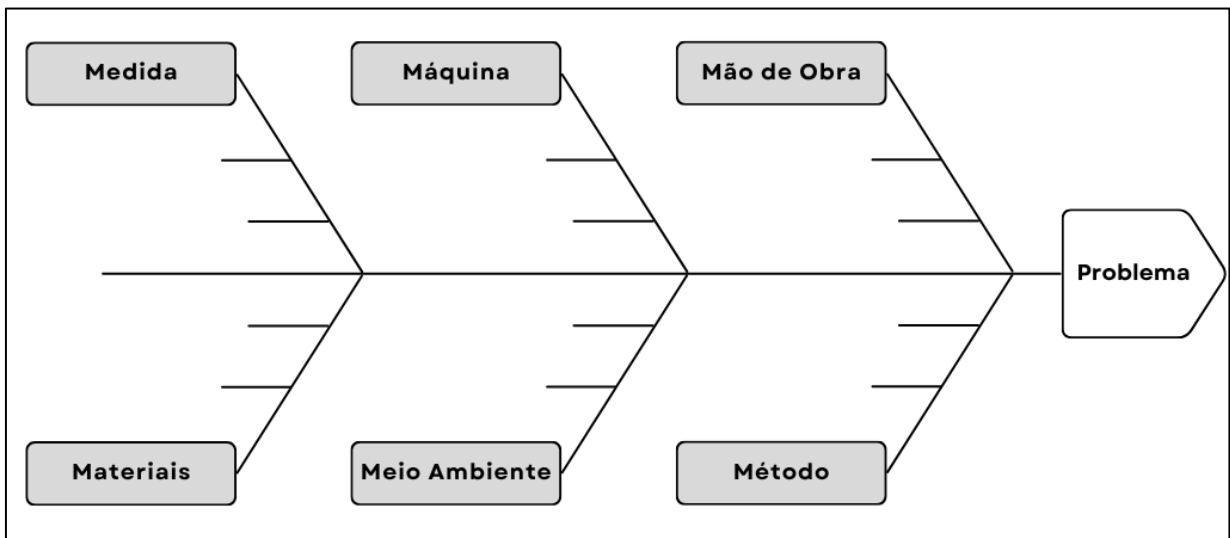 Medida
Máquina
Mão de Obra
Problema
Materiais
Meio Ambiente
Método